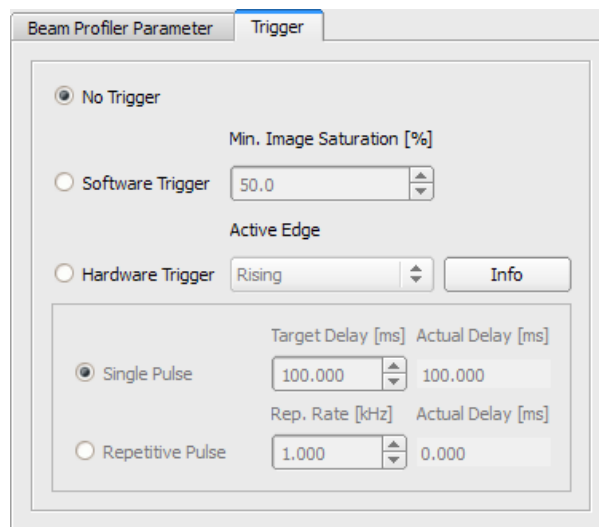 Beam Profiler Parameter Trigger
No Trigger
Min. Image Saturation [%]
Software Trigger 50.0
Active Edge
Hardware Trigger Rising Info
Target Delay [ms] Actual Delay [ms]
Single Pulse 100.000 100.000
Rep. Rate [kHz] Actual Delay [ms]
Repetitive Pulse 1.000 0.000